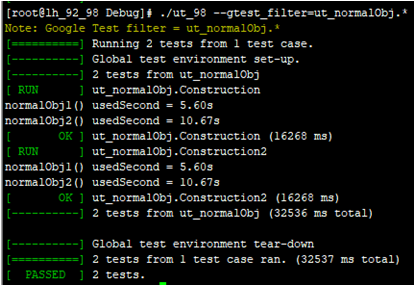 [root@lh_92_98 Debug]# ./ut_98 --gtest_filter=ut_normalObj.*
Note: Google Test filter = ut_normalObj.*
[==========] Running 2 tests from 1 test case.
[----------] Global test environment set-up.
[----------] 2 tests from ut_normalObj
[ RUN      ] ut_normalObj.Construction
normalObj1() usedSecond = 5.60s
normalObj2() usedSecond = 10.67s
[       OK ] ut_normalObj.Construction (16268 ms)
[ RUN      ] ut_normalObj.Construction2
normalObj1() usedSecond = 5.60s
normalObj2() usedSecond = 10.67s
[       OK ] ut_normalObj.Construction2 (16268 ms)
[----------] 2 tests from ut_normalObj (32536 ms total)
[----------] Global test environment tear-down
[==========] 2 tests from 1 test case ran. (32537 ms total)
[  PASSED  ] 2 tests.